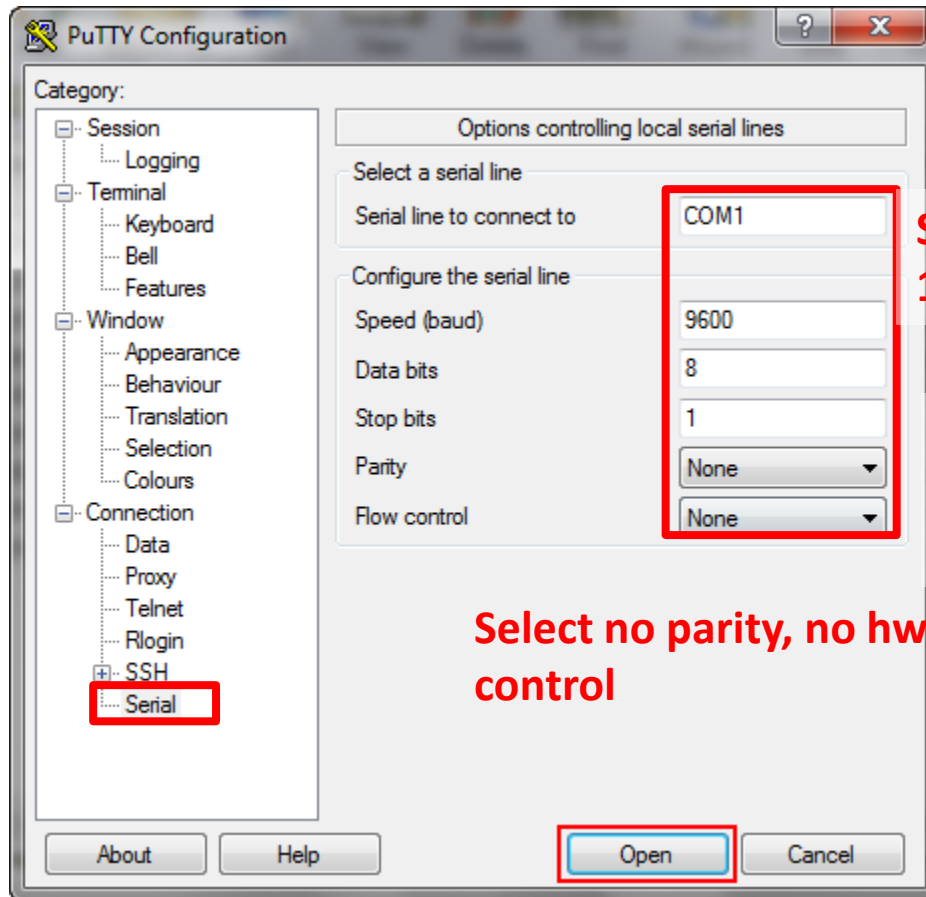 PuTTY Configuration
Category:
Session
Logging
Terminal
Keyboard
Bell
Features
Window
Appearance
Behaviour
Translation
Selection
Colours
Connection
Data
Proxy
Telnet
Rlogin
SSH
Serial
Options controlling local serial lines
Select a serial line
Serial line to connect to COM1
Configure the serial line
Speed (baud) 9600
Data bits 8
Stop bits 1
Parity None
Flow control None
S
1
Select no parity, no hw
control
About Help Open Cancel